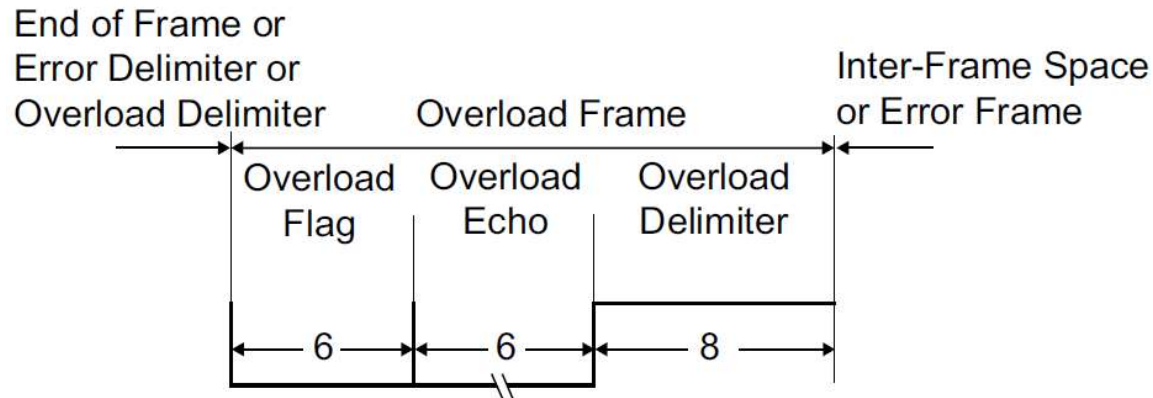 End of Frame or
Error Delimiter or
Overload Delimiter
Overload Frame
Inter-Frame Space
or Error Frame
Overload
Flag
Overload
Echo
Overload
Delimiter
6
6
8